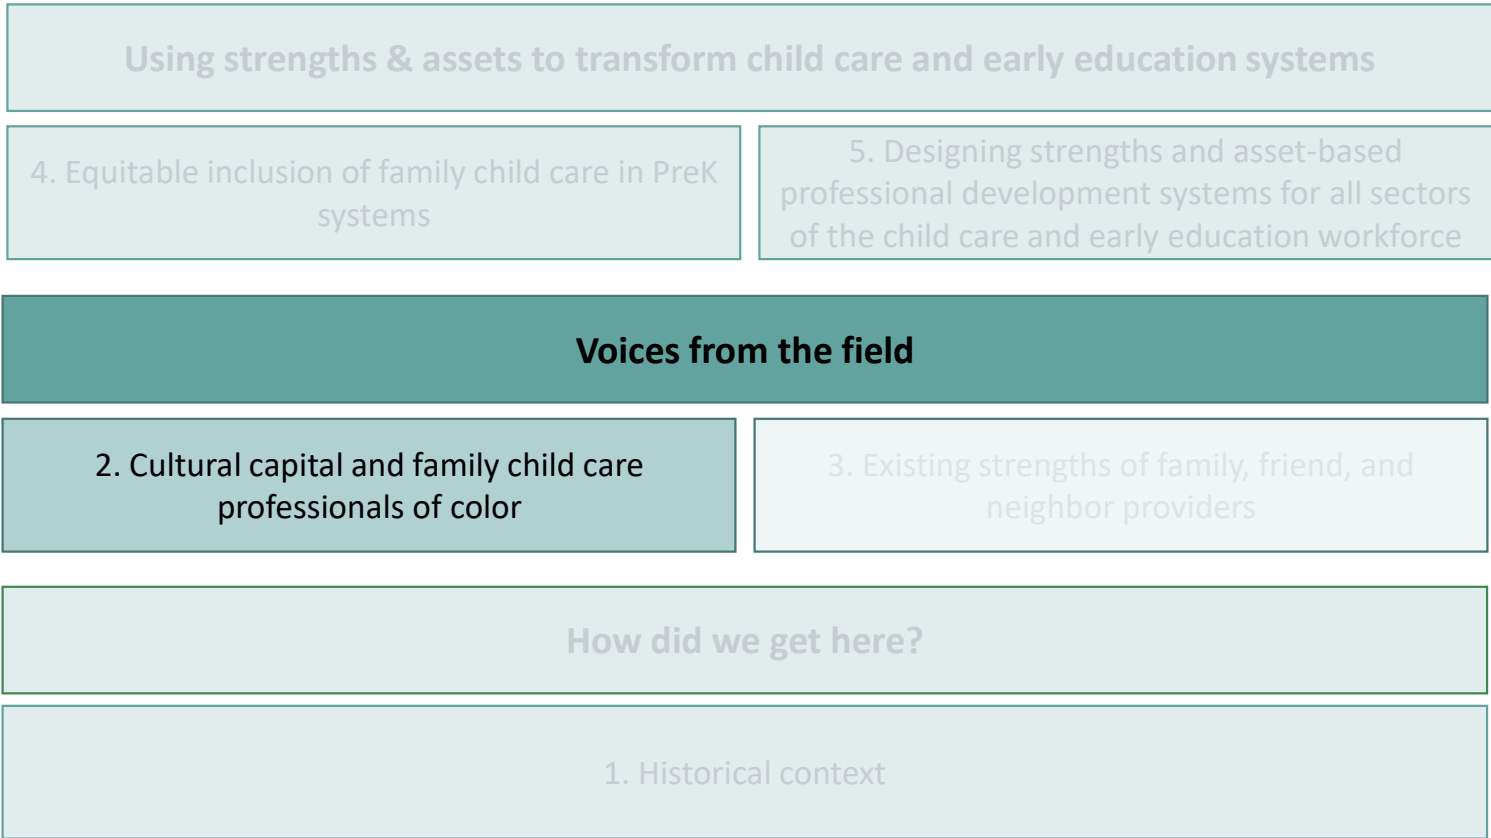 Using strengths & assets to transform child care and early education systems
4. Equitable inclusion of family child care in PreK
systems
5. Designing strengths and asset-based
professional development systems for all sectors
of the child care and early education workforce
Voices from the field
2. Cultural capital and family child care
professionals of color
3. Existing strengths of family, friend, and
neighbor providers
How did we get here?
1. Historical context